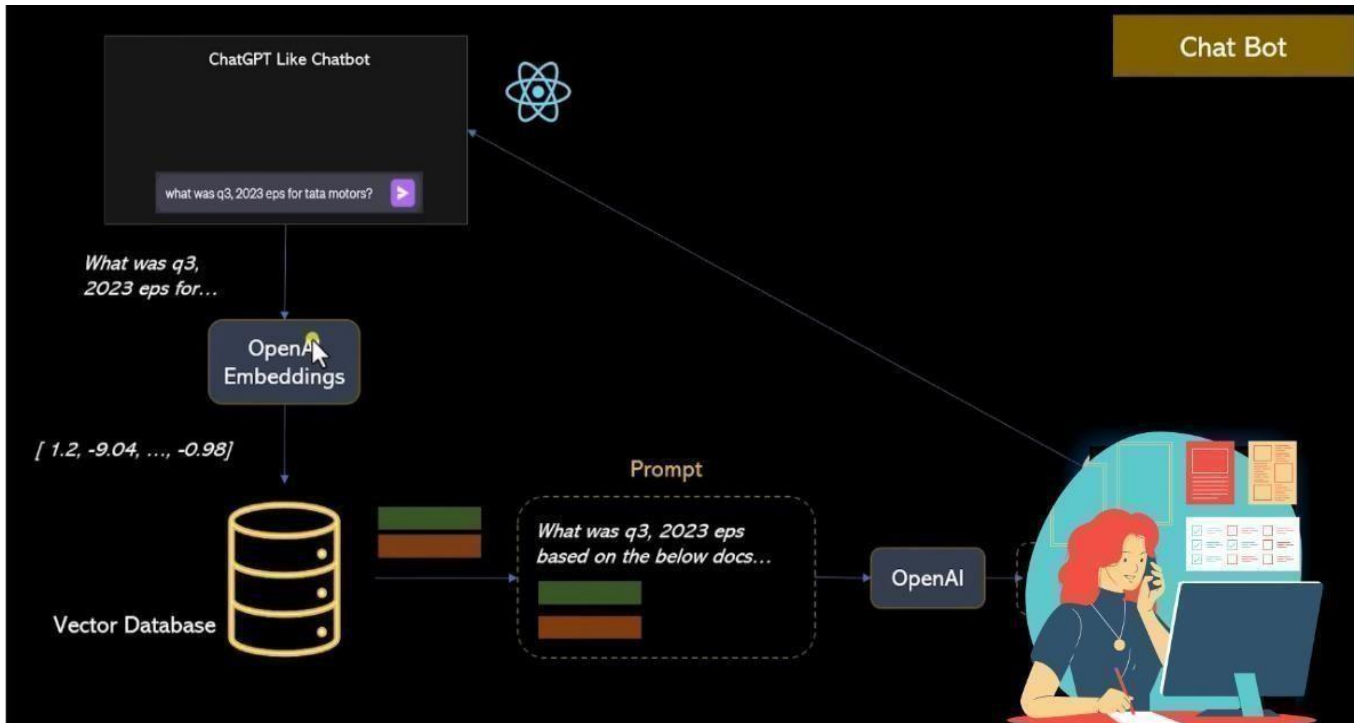 Chat Bot
ChatGPT Like Chatbot
what was q3, 2023 eps for tata motors?
What was q3,
2023 eps for...
OpenAI
Embeddings
[ 1.2, -9.04, ..., -0.98]
Vector Database
Prompt
What was q3, 2023 eps
based on the below docs...
OpenAI